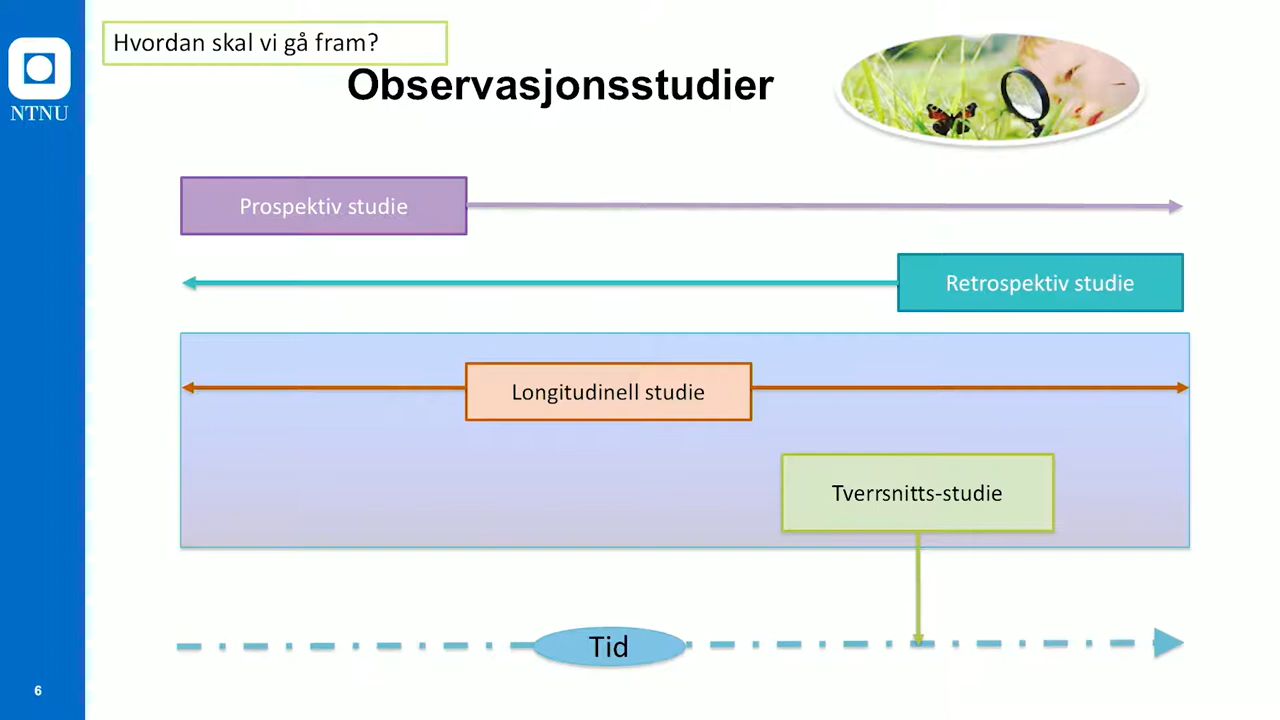 Hvordan skal vi gå fram?
Observasjonsstudier
NTNU
Prospektiv studie
Retrospektiv studie
Longitudinell studie
Tverrsnitts-studie
Tid
6